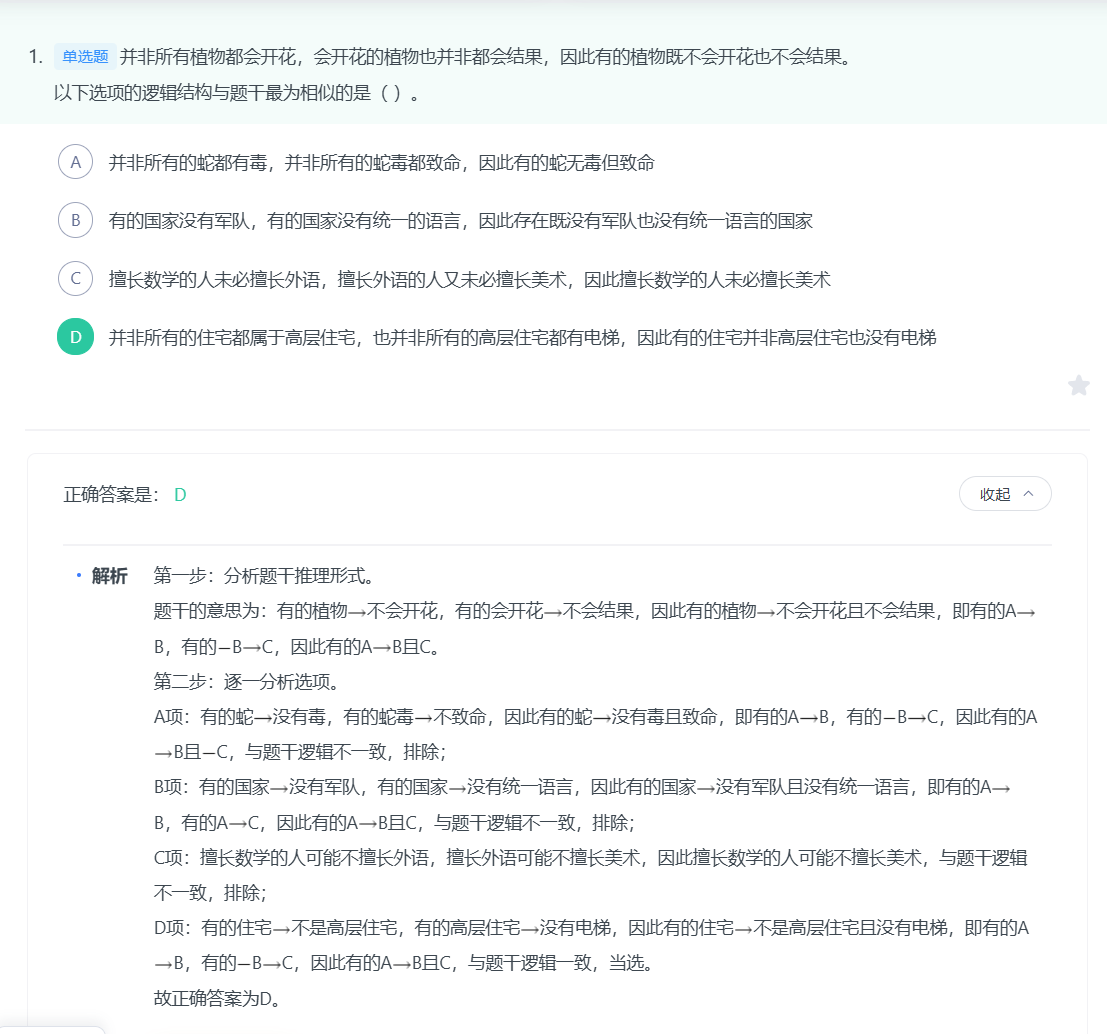 1. 单选题 并非所有植物都会开花，会开花的植物也并非都会结果，因此有的植物既不会开花也不会结果。
以下选项的逻辑结构与题干最为相似的是（ ）。
A 并非所有的蛇都有毒，并非所有的蛇毒都致命，因此有的蛇无毒但致命
B 有的国家没有军队，有的国家没有统一的语言，因此存在既没有军队也没有统一语言的国家
C 擅长数学的人未必擅长外语，擅长外语的人又未必擅长美术，因此擅长数学的人未必擅长美术
D 并非所有的住宅都属于高层住宅，也并非所有的高层住宅都有电梯，因此有的住宅并非高层住宅也没有电梯
正确答案是： D
收起
· 解析 第一步：分析题干推理形式。
题干的意思为：有的植物→不会开花，有的会开花→不会结果，因此有的植物→不会开花且不会结果，即有的A→
B，有的−B→C，因此有的A→B且C。
第二步：逐一分析选项。
A项：有的蛇→没有毒，有的蛇毒→不致命，因此有的蛇→没有毒且致命，即有的A→B，有的−B→C，因此有的A
→B且−C，与题干逻辑不一致，排除；
B项：有的国家→没有军队，有的国家→没有统一语言，因此有的国家→没有军队且没有统一语言，即有的A→
B，有的A→C，因此有的A→B且C，与题干逻辑不一致，排除；
C项：擅长数学的人可能不擅长外语，擅长外语可能不擅长美术，因此擅长数学的人可能不擅长美术，与题干逻辑
不一致，排除；
D项：有的住宅→不是高层住宅，有的高层住宅→没有电梯，因此有的住宅→不是高层住宅且没有电梯，即有的A
→B，有的−B→C，因此有的A→B且C，与题干逻辑一致，当选。
故正确答案为D。